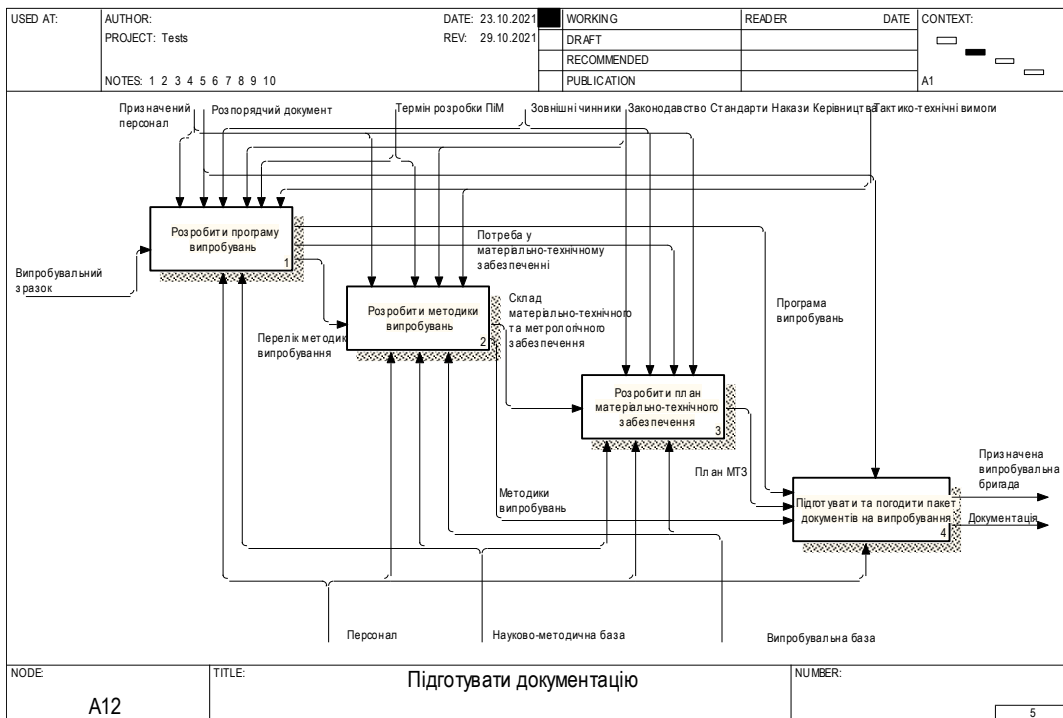 USED AT:
AUTHOR:
DATE: 23.10.2021
WORKING
READER
DATE
CONTEXT:
PROJECT: Tests
REV: 29.10.2021
DRAFT
RECOMMENDED
NOTES: 1 2 3 4 5 6 7 8 9 10
PUBLICATION
A1
Призначений
персонал
Розпорядчий документ
Термін розробки ПіМ
Зовнішні чинники
Законодавство Стандарти Накази Керівництва
Тактико-технічні вимоги
Розробити програму
випробувань
1
Випробувальний
зразок
Потреба у
матеріально-технічному
забезпеченні
Розробити методики
випробувань
2
Перелік методик
випробування
Склад
матеріально-технічного
та метрологічного
забезпечення
Програма
випробувань
Розробити план
матеріально-технічного
забезпечення
3
План МТЗ
Методики
випробувань
Підготувати та погодити пакет
документів на випробування
4
Призначена
випробувальна
бригада
Документація
Персонал
Науково-методична база
Випробувальна база
NODE:
TITLE:
NUMBER:
A12
Підготувати документацію
5